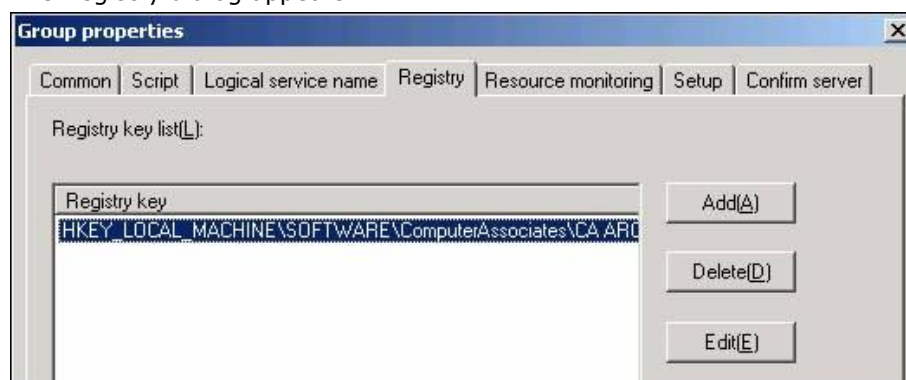 Group properties
Common Script Logical service name Registry Resource monitoring Setup Confirm server
Registry key list(L):
Registry key
Add(A)
HKEY_LOCAL_MACHINE\SOFTWARE\ComputerAssociates\CA ARC
Delete(D)
Edit(E)